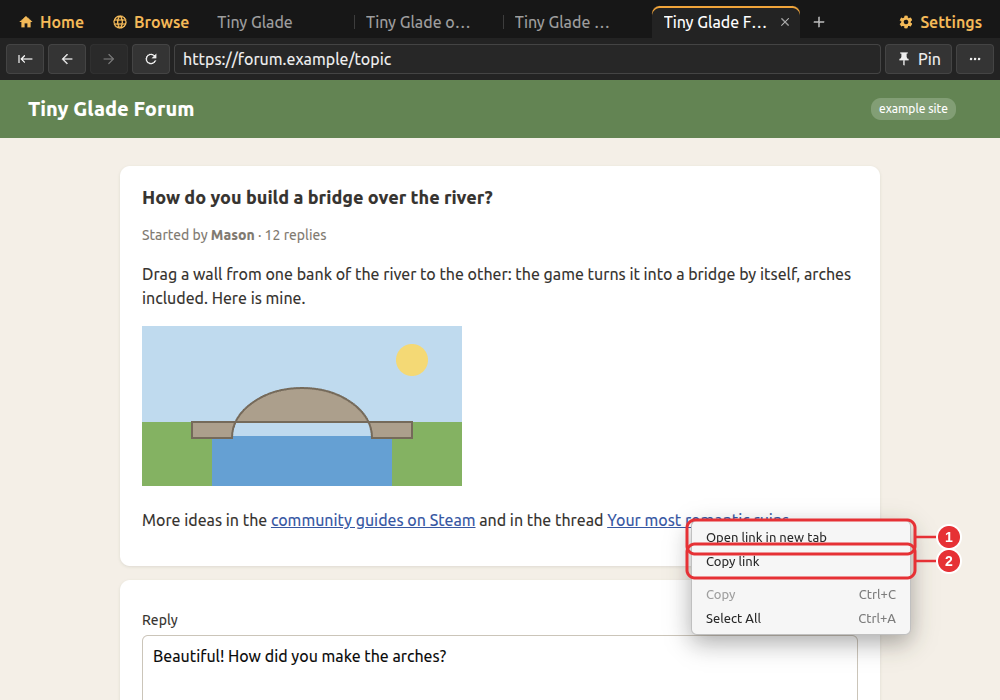 Home Browse Tiny Glade Tiny Glade o... Tiny Glade ... Tiny Glade F... × + Settings
https://forum.example/topic Pin ...
Tiny Glade Forum example site
How do you build a bridge over the river?
Started by Mason · 12 replies
Drag a wall from one bank of the river to the other: the game turns it into a bridge by itself, arches
included. Here is mine.
More ideas in the community guides on Steam and in the thread Your most romantic ruins
Open link in new tab 1
Copy link 2
Copy Ctrl+C
Select All Ctrl+A
Reply
Beautiful! How did you make the arches?